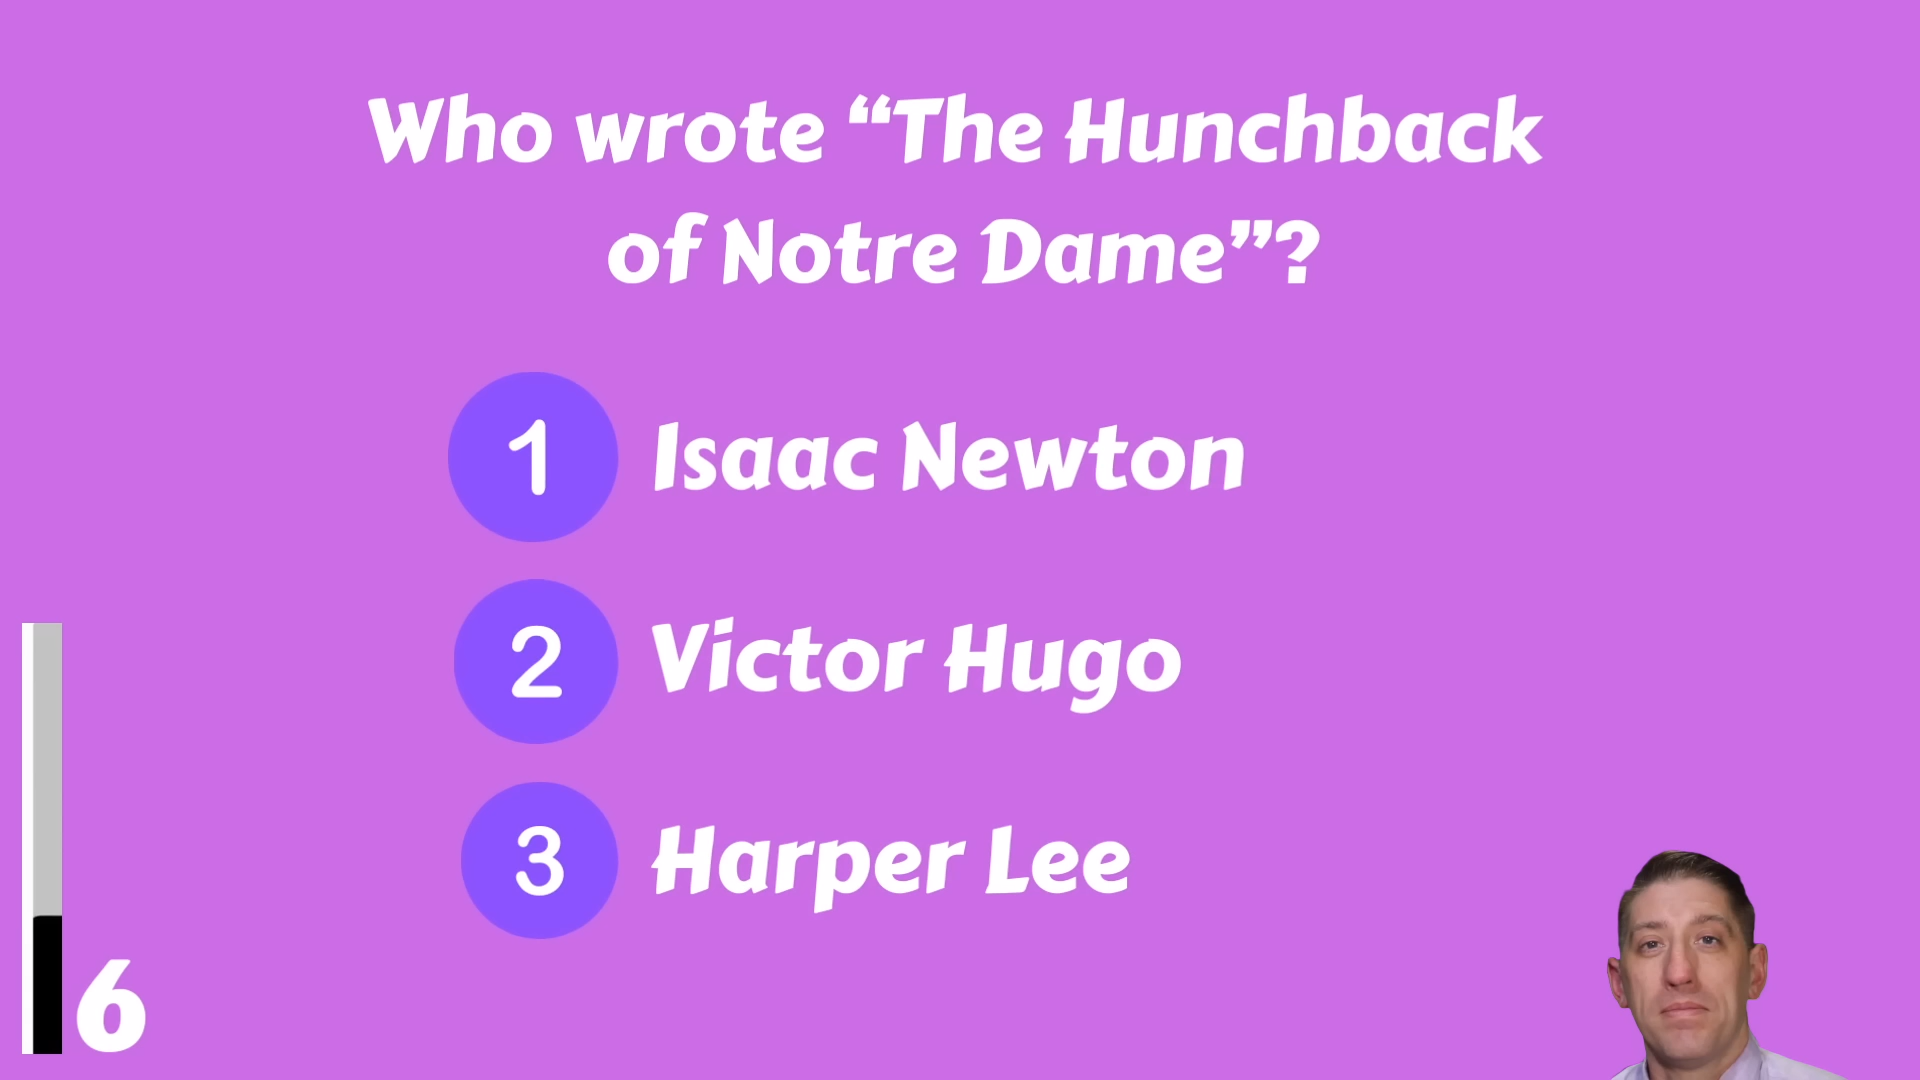 Who wrote “The Hunchback
of Notre Dame”?
1 Isaac Newton
2 Victor Hugo
3 Harper Lee
6